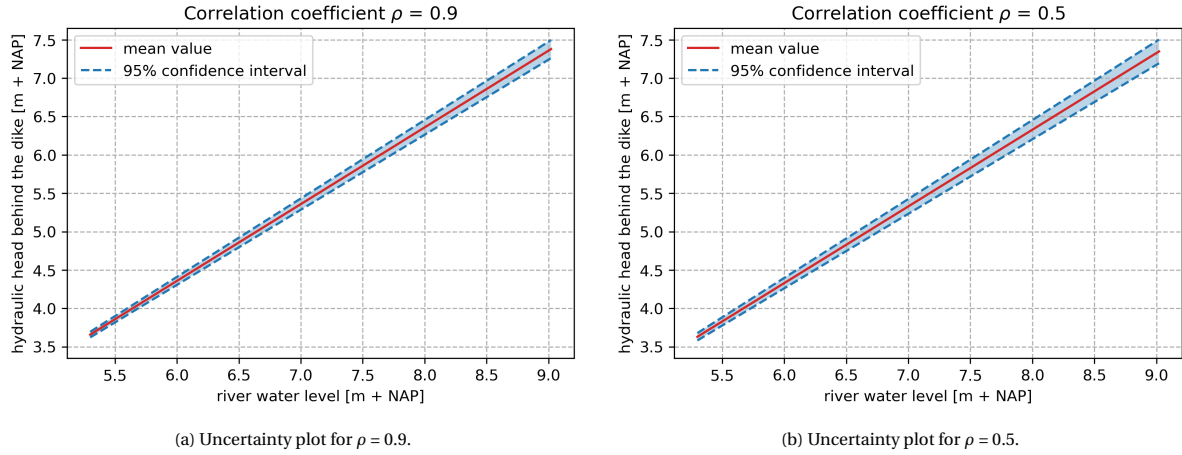 Correlation coefficient ρ = 0.9
mean value
95% confidence interval
hydraulic head behind the dike [m + NAP]
7.5
7.0
6.5
6.0
5.5
5.0
4.5
4.0
3.5
5.5 6.0 6.5 7.0 7.5 8.0 8.5 9.0
river water level [m + NAP]
(a) Uncertainty plot for ρ = 0.9.
Correlation coefficient ρ = 0.5
mean value
95% confidence interval
hydraulic head behind the dike [m + NAP]
7.5
7.0
6.5
6.0
5.5
5.0
4.5
4.0
3.5
5.5 6.0 6.5 7.0 7.5 8.0 8.5 9.0
river water level [m + NAP]
(b) Uncertainty plot for ρ = 0.5.